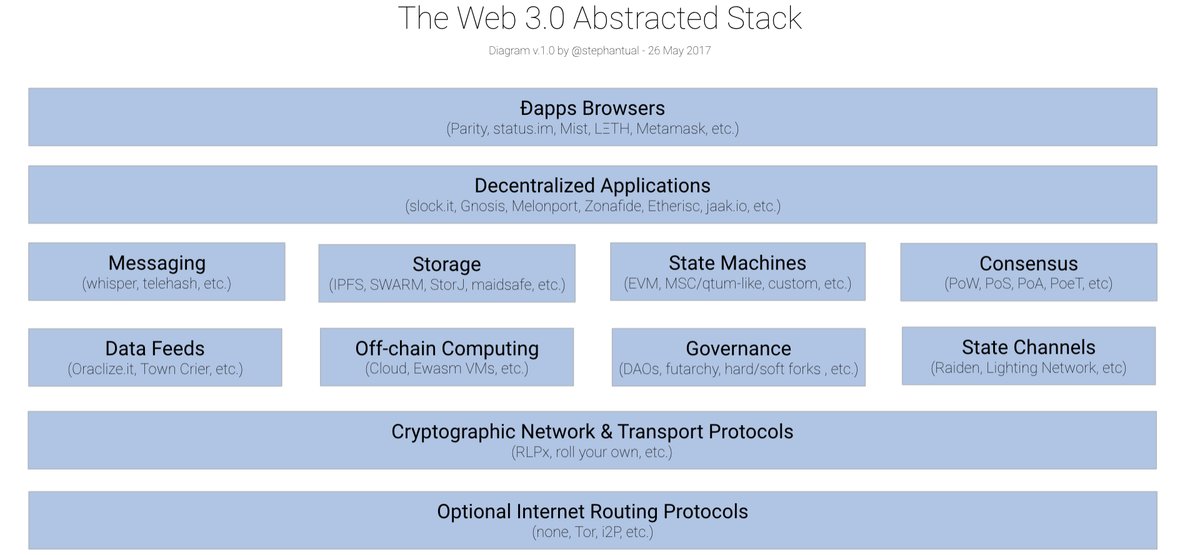 The Web 3.0 Abstracted Stack
Diagram v.1.0 by @stephantual - 26 May 2017
Đapps Browsers
(Parity, status.im, Mist, LΞTH, Metamask, etc.)
Decentralized Applications
(slock.it, Gnosis, Melonport, Zonafide, Etherisc, jaak.io, etc.)
Messaging
(whisper, telehash, etc.)
Storage
(IPFS, SWARM, StorJ, maidsafe, etc.)
State Machines
(EVM, MSC/qtum-like, custom, etc.)
Consensus
(PoW, PoS, PoA, PoeT, etc)
Data Feeds
(Oraclize.it, Town Crier, etc.)
Off-chain Computing
(Cloud, Ewasm VMs, etc.)
Governance
(DAOs, futarchy, hard/soft forks , etc.)
State Channels
(Raiden, Lighting Network, etc)
Cryptographic Network & Transport Protocols
(RLPx, roll your own, etc.)
Optional Internet Routing Protocols
(none, Tor, i2P, etc.)